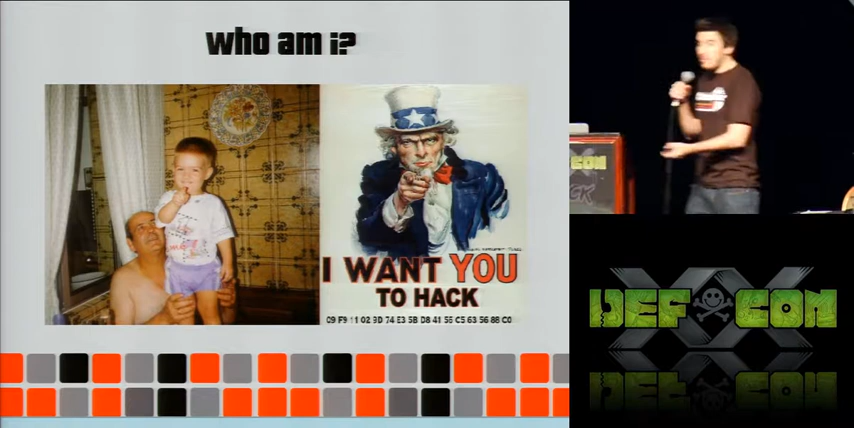 who am i?
I WANT YOU
TO HACK
09 F9 11 02 9D 74 E3 5B D8 41 56 C5 63 56 88 C0
XX
DEF CON